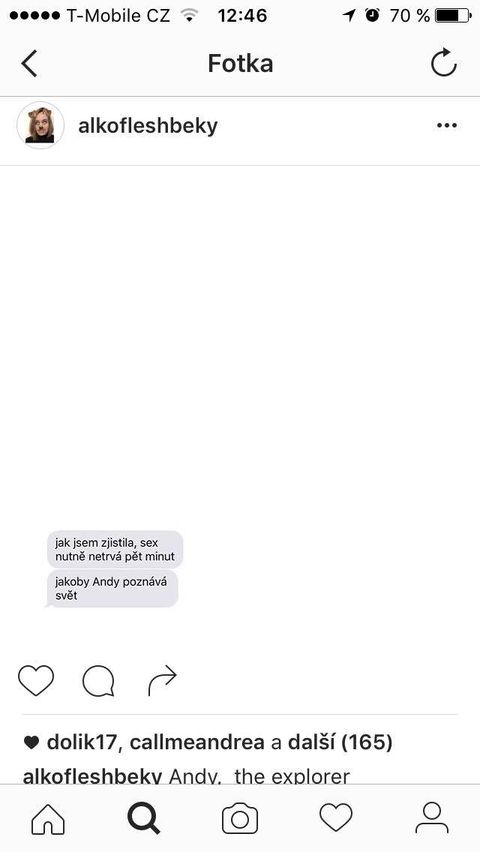 T-Mobile CZ 12:46 70 %
Fotka
alkofleshbeky
jak jsem zjistila, sex
nutně netrvá pět minut
jakoby Andy poznává
svět
dolik17, callmeandrea a další (165)
alkofleshbeky Andy, the explorer